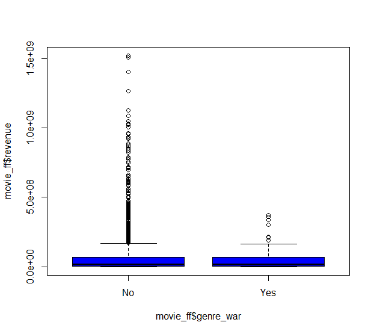 1.5e+09
1.0e+09
5.0e+08
0.0e+00
movie_ff$revenue
No Yes
movie_ff$genre_war